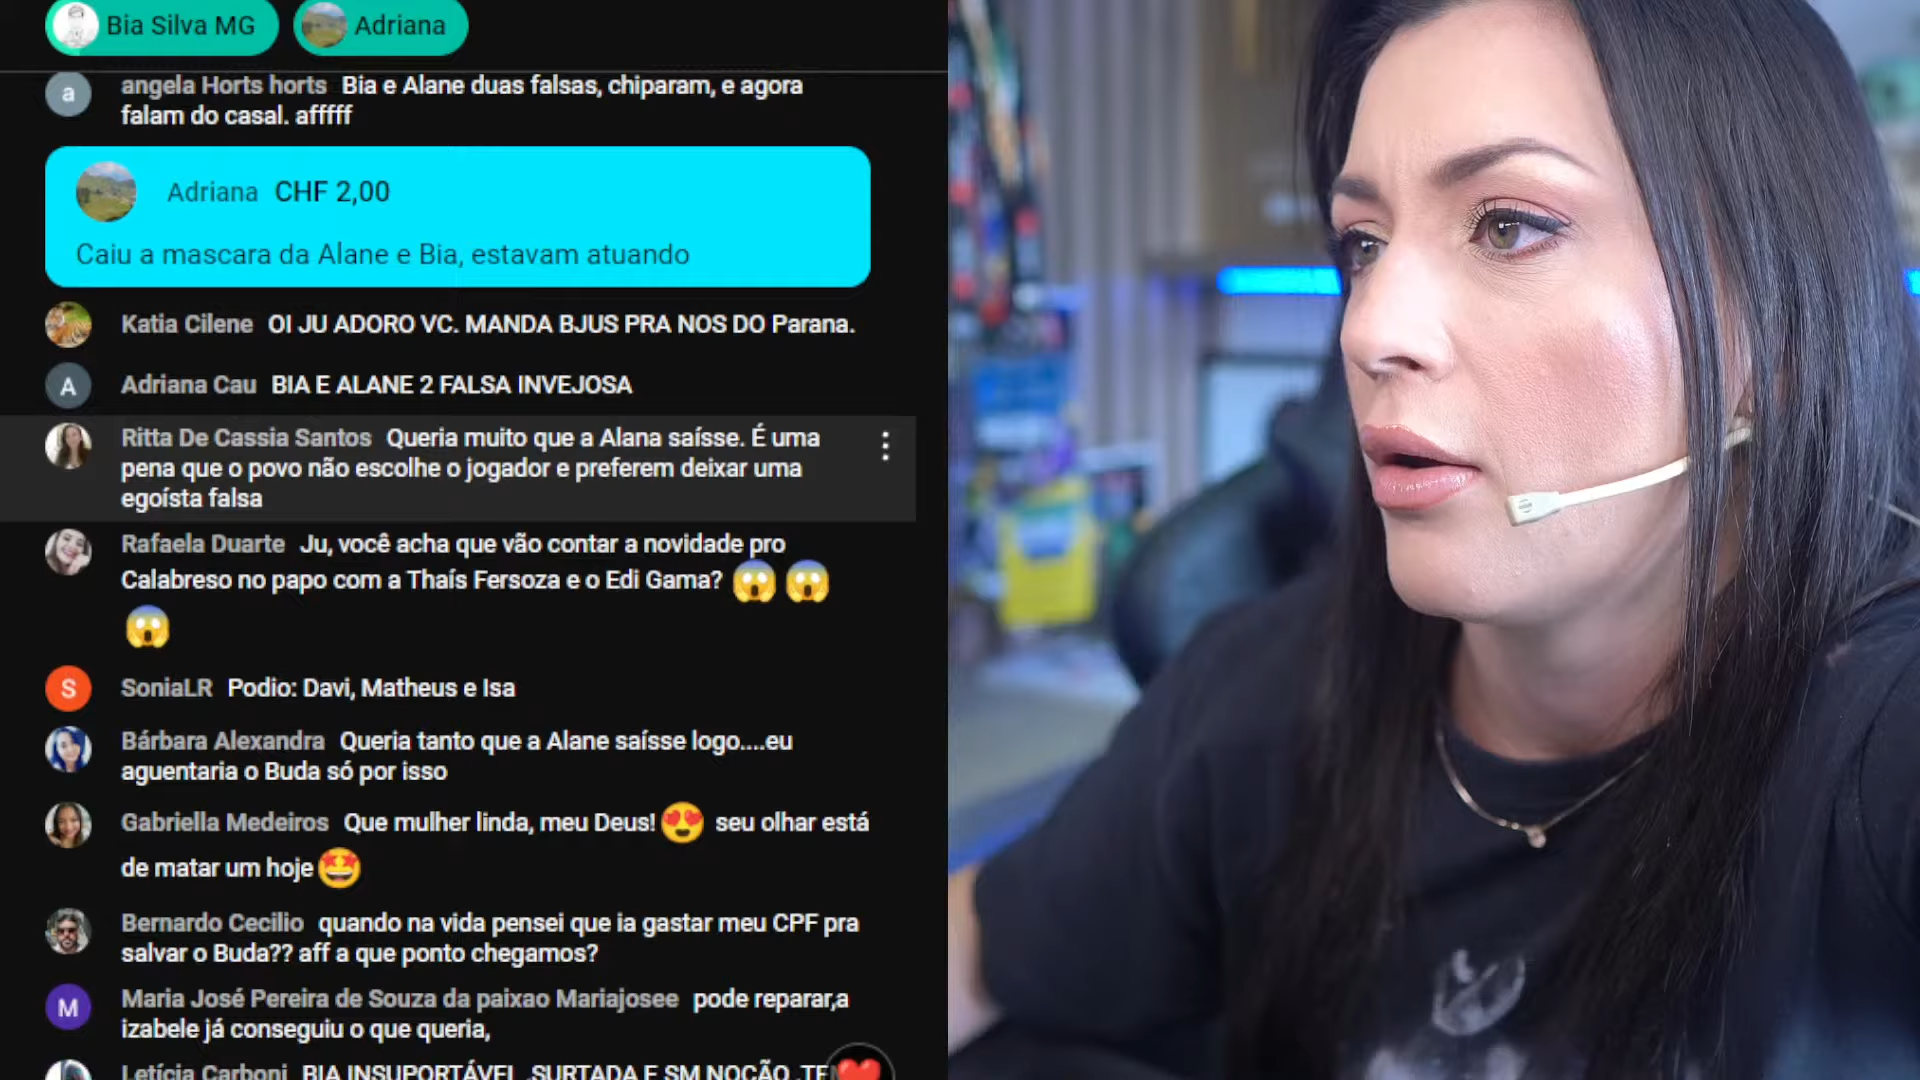 Bia Silva MG
Adriana
a
angela Horts horts Bia e Alane duas falsas, chiparam, e agora
falam do casal. afffff
Adriana CHF 2,00
Caiu a mascara da Alane e Bia, estavam atuando
Katia Cilene OI JU ADORO VC. MANDA BJUS PRA NOS DO Parana.
A
Adriana Cau BIA E ALANE 2 FALSA INVEJOSA
Ritta De Cassia Santos Queria muito que a Alana saísse. É uma
pena que o povo não escolhe o jogador e preferem deixar uma
egoísta falsa
Rafaela Duarte Ju, você acha que vão contar a novidade pro
Calabreso no papo com a Thaís Fersoza e o Edi Gama? 😱 😱
😱
S
SoniaLR Podio: Davi, Matheus e Isa
Bárbara Alexandra Queria tanto que a Alane saísse logo....eu
aguentaria o Buda só por isso
Gabriella Medeiros Que mulher linda, meu Deus! 😍 seu olhar está
de matar um hoje 🤩
Bernardo Cecilio quando na vida pensei que ia gastar meu CPF pra
salvar o Buda?? aff a que ponto chegamos?
M
Maria José Pereira de Souza da paixao Mariajosee pode reparar,a
izabele já conseguiu o que queria,
Letícia Carboni BIA INSUPORTÁVEL ,SURTADA E SM NOÇÃO ,TE